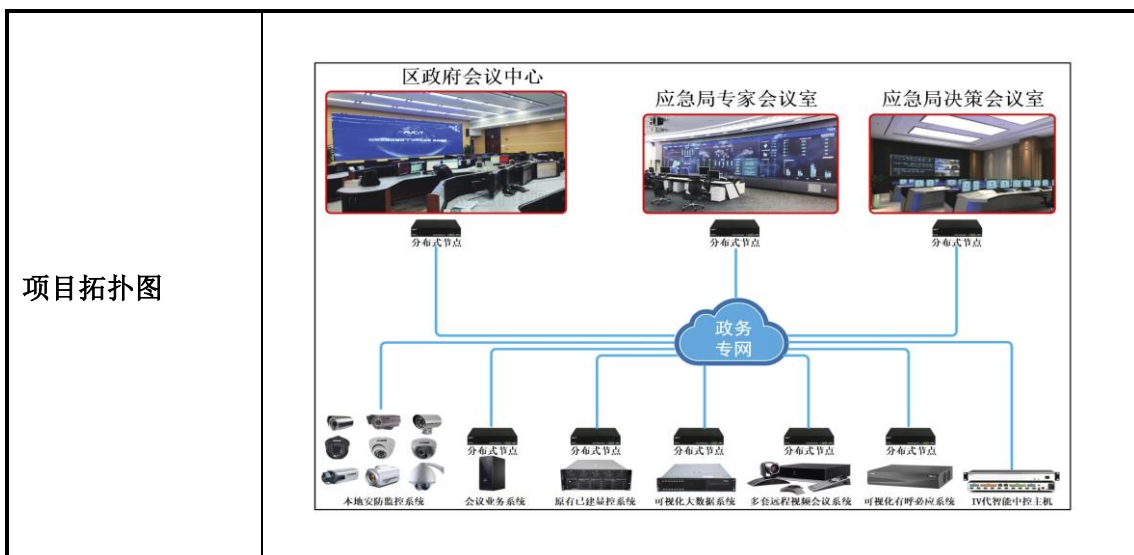 项目拓扑图
区政府会议中心
应急局专家会议室
应急局决策会议室
分布式节点
分布式节点
分布式节点
政务
专网
分布式节点
分布式节点
分布式节点
分布式节点
分布式节点
本地安防监控系统
会议业务系统
原有已建显控系统
可视化大数据系统
多套远程视频会议系统
可视化有呼必应系统
IV代智能中控主机